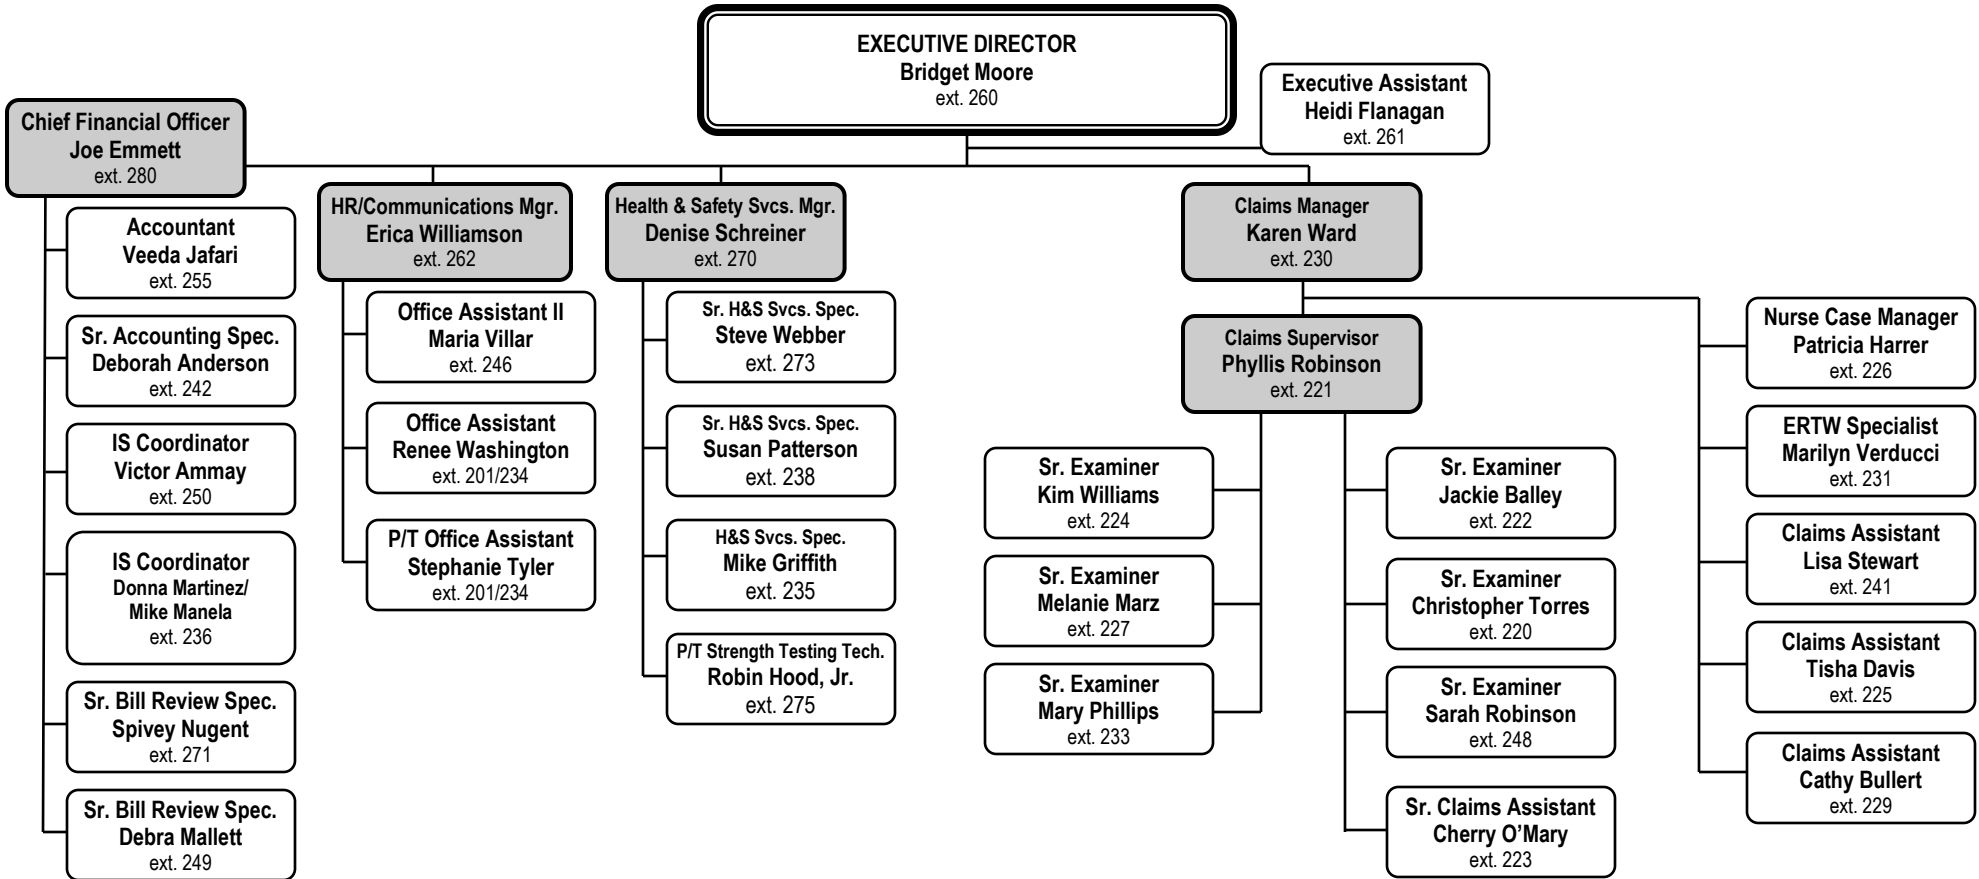 EXECUTIVE DIRECTOR
Bridget Moore
ext. 260
Executive Assistant
Heidi Flanagan
ext. 261
Chief Financial Officer
Joe Emmett
ext. 280
Accountant
Veeda Jafari
ext. 255
Sr. Accounting Spec.
Deborah Anderson
ext. 242
IS Coordinator
Victor Ammay
ext. 250
IS Coordinator
Donna Martinez/
Mike Manela
ext. 236
Sr. Bill Review Spec.
Spivey Nugent
ext. 271
Sr. Bill Review Spec.
Debra Mallett
ext. 249
HR/Communications Mgr.
Erica Williamson
ext. 262
Office Assistant II
Maria Villar
ext. 246
Office Assistant
Renee Washington
ext. 201/234
P/T Office Assistant
Stephanie Tyler
ext. 201/234
Health & Safety Svcs. Mgr.
Denise Schreiner
ext. 270
Sr. H&S Svcs. Spec.
Steve Webber
ext. 273
Sr. H&S Svcs. Spec.
Susan Patterson
ext. 238
H&S Svcs. Spec.
Mike Griffith
ext. 235
P/T Strength Testing Tech.
Robin Hood, Jr.
ext. 275
Claims Manager
Karen Ward
ext. 230
Claims Supervisor
Phyllis Robinson
ext. 221
Sr. Examiner
Kim Williams
ext. 224
Sr. Examiner
Melanie Marz
ext. 227
Sr. Examiner
Mary Phillips
ext. 233
Sr. Examiner
Jackie Balley
ext. 222
Sr. Examiner
Christopher Torres
ext. 220
Sr. Examiner
Sarah Robinson
ext. 248
Sr. Claims Assistant
Cherry O’Mary
ext. 223
Nurse Case Manager
Patricia Harrer
ext. 226
ERTW Specialist
Marilyn Verducci
ext. 231
Claims Assistant
Lisa Stewart
ext. 241
Claims Assistant
Tisha Davis
ext. 225
Claims Assistant
Cathy Bullert
ext. 229